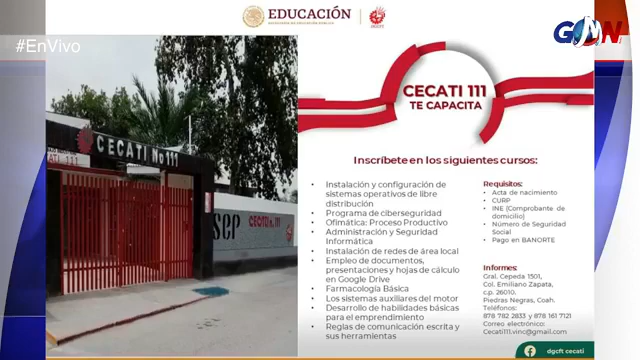 EDUCACIÓN
#EnVivo
GNN
CECATI 111
TE CAPACITA
CECATI No 111
CECATI No. 111
sep
Inscríbete en los siguientes cursos:
• Instalación y configuración de
sistemas operativos de libre
distribución
• Programa de ciberseguridad
• Ofimática: Proceso Productivo
• Administración y Seguridad
Informática
• Instalación de redes de área local
• Empleo de documentos,
presentaciones y hojas de cálculo
en Google Drive
• Farmacología Básica
• Los sistemas auxiliares del motor
• Desarrollo de habilidades básicas
para el emprendimiento
• Reglas de comunicación escrita y
sus herramientas
Requisitos:
• Acta de nacimiento
• CURP
• INE (Comprobante de
domicilio)
• Número de Seguridad
Social
• Pago en BANORTE
Informes:
Gral. Cepeda 1501,
Col. Emiliano Zapata,
c.p. 26010.
Piedras Negras, Coah.
Teléfonos:
878 782 2833 y 878 161 7121
Correo electrónico:
Cecati111.vinc@gmail.com
dgcft cecati